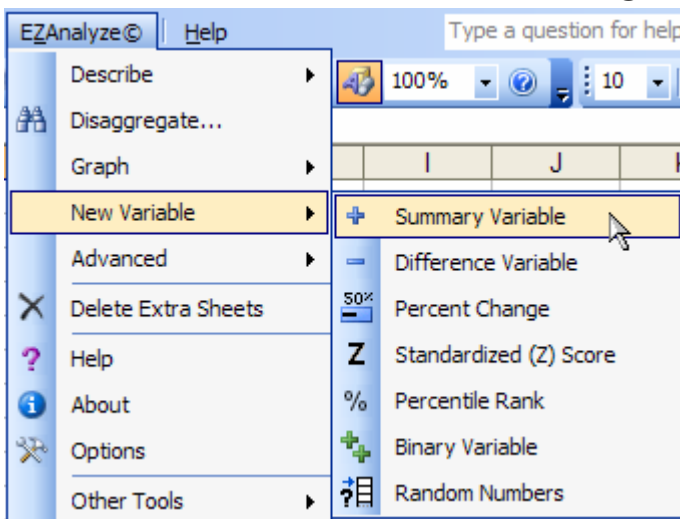 EZAnalyze© Help Type a question for help
Describe 100% 10
Disaggregate...
Graph I J
New Variable Summary Variable
Advanced Difference Variable
Delete Extra Sheets 50% Percent Change
? Help Z Standardized (Z) Score
About % Percentile Rank
Options Binary Variable
Other Tools ? Random Numbers